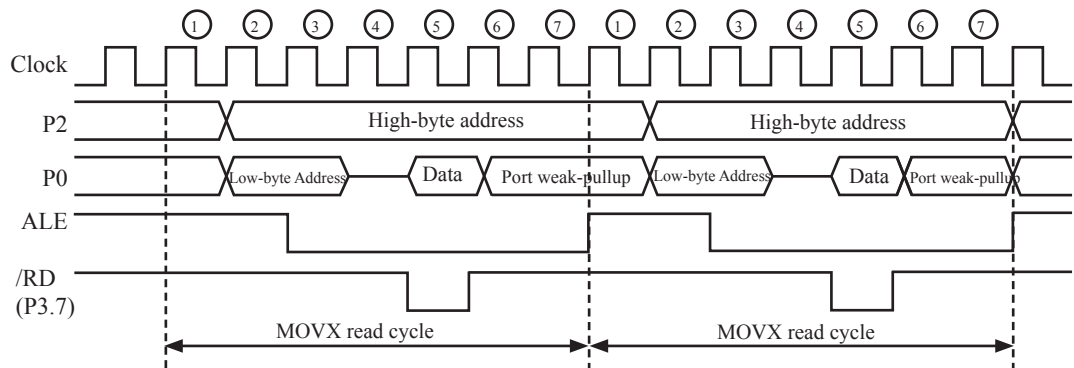 ① ② ③ ④ ⑤ ⑥ ⑦ ① ② ③ ④ ⑤ ⑥ ⑦
Clock
P2 High-byte address High-byte address
P0 Low-byte Address Data Port weak-pullup Low-byte Address Data Port weak-pullup
ALE
/RD
(P3.7)
MOVX read cycle MOVX read cycle